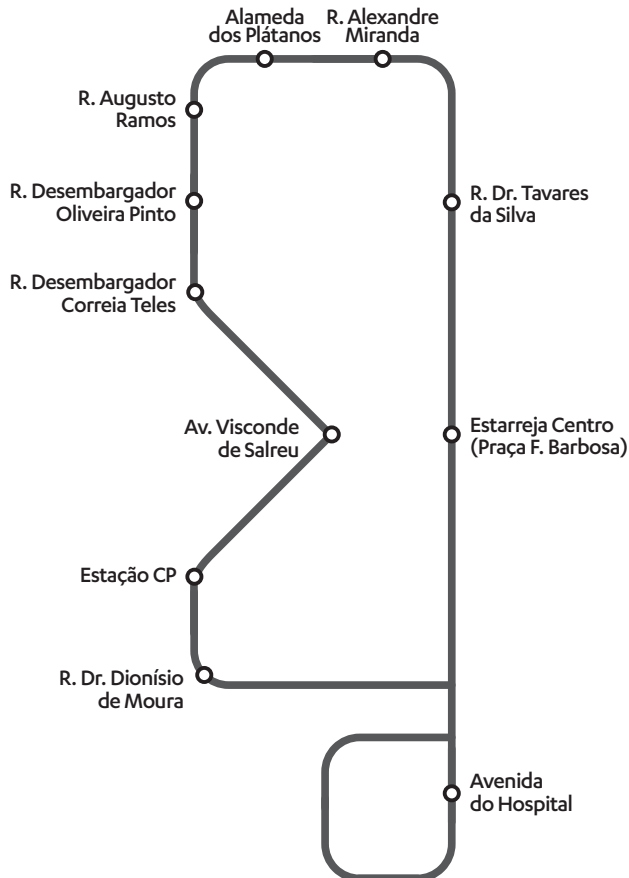 Alameda
dos Plátanos
R. Alexandre
Miranda
R. Augusto
Ramos
R. Desembargador
Oliveira Pinto
R. Dr. Tavares
da Silva
R. Desembargador
Correia Teles
Av. Visconde
de Salreu
Estarreja Centro
(Praça F. Barbosa)
Estação CP
R. Dr. Dionísio
de Moura
Avenida
do Hospital